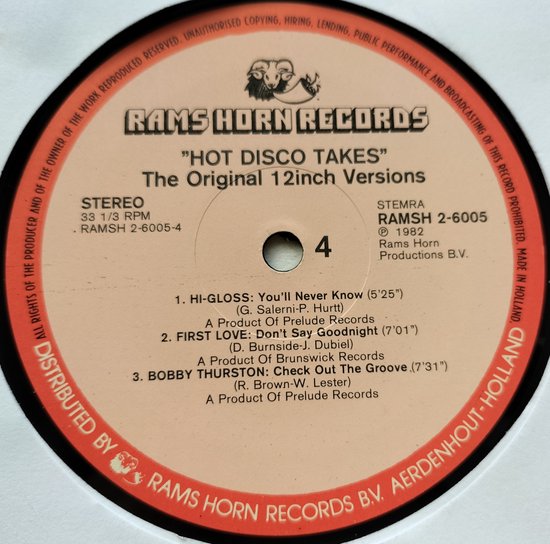 ALL RIGHTS OF THE PRODUCER AND OF THE OWNER OF THE WORK REPRODUCED RESERVED. UNAUTHORISED COPYING, HIRING, LENDING, PUBLIC PERFORMANCE AND BROADCASTING OF THIS RECORD PROHIBITED. MADE IN HOLLAND
RAMS HORN RECORDS
"HOT DISCO TAKES"
The Original 12inch Versions
STEREO
33 1/3 RPM
RAMSH 2-6005-4
STEMRA
RAMSH 2-6005
℗ 1982
Rams Horn
Productions B.V.
4
1. HI-GLOSS: You'll Never Know (5'25")
(G. Salerni-P. Hurtt)
A Product Of Prelude Records
2. FIRST LOVE: Don't Say Goodnight (7'01")
(D. Burnside-J. Dubiel)
A Product Of Brunswick Records
3. BOBBY THURSTON: Check Out The Groove (7'31")
(R. Brown-W. Lester)
A Product Of Prelude Records
DISTRIBUTED BY RAMS HORN RECORDS B.V. AERDENHOUT-HOLLAND